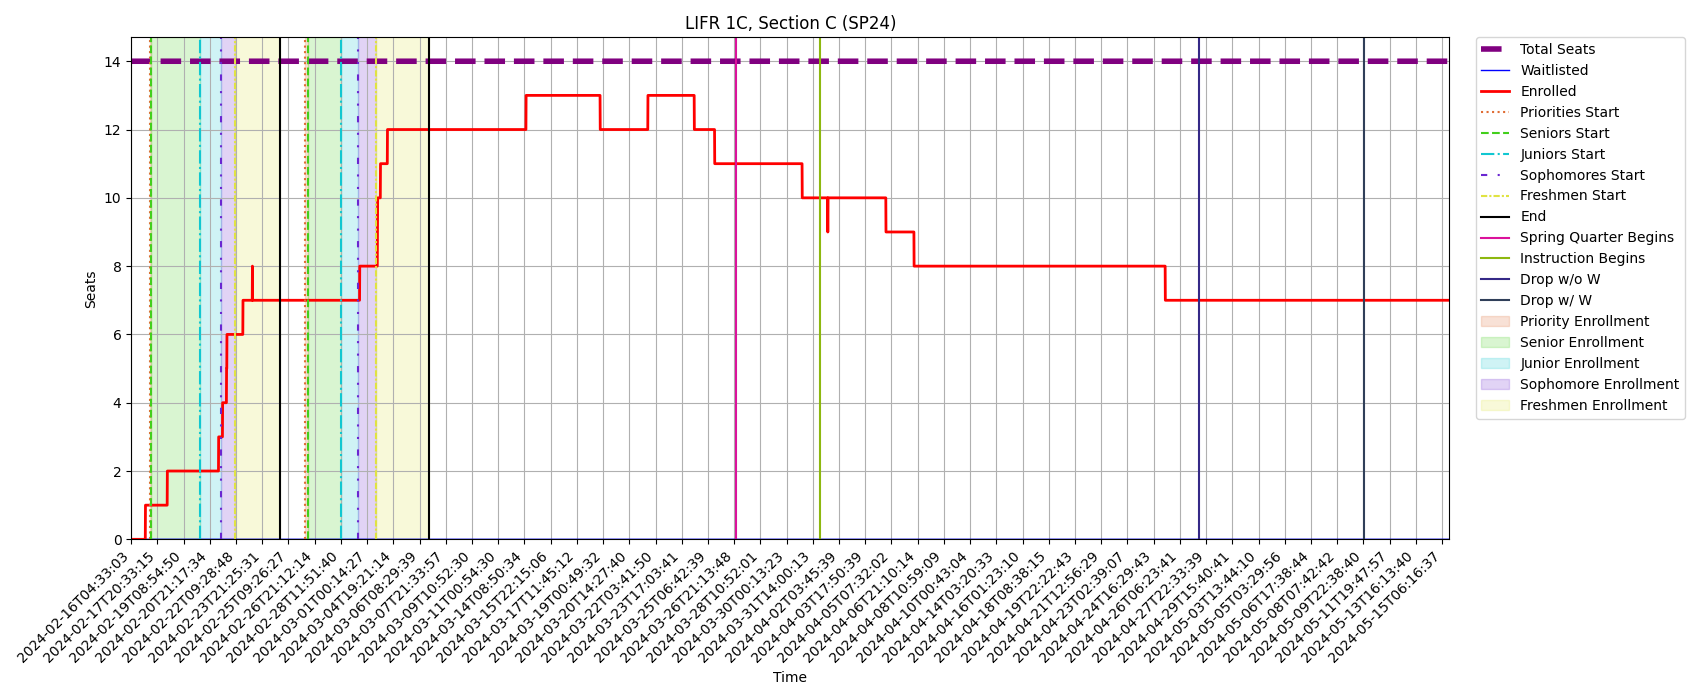 LIFR 1C, Section C (SP24)
Seats
14
12
10
8
6
4
2
0
2024-02-16T04:33:03
2024-02-17T20:33:15
2024-02-19T08:54:50
2024-02-20T21:17:34
2024-02-22T09:28:48
2024-02-23T21:25:31
2024-02-25T09:26:27
2024-02-26T21:12:14
2024-02-28T11:51:40
2024-03-01T00:14:27
2024-03-04T19:21:14
2024-03-06T08:29:39
2024-03-07T21:33:57
2024-03-09T10:52:30
2024-03-11T00:54:30
2024-03-14T08:50:34
2024-03-15T22:15:06
2024-03-17T11:45:12
2024-03-19T00:49:32
2024-03-20T14:27:40
2024-03-22T03:41:50
2024-03-23T17:03:41
2024-03-25T06:42:39
2024-03-26T21:13:48
2024-03-28T10:52:01
2024-03-30T00:13:23
2024-03-31T14:00:13
2024-04-02T03:45:39
2024-04-03T17:50:39
2024-04-05T07:32:02
2024-04-06T21:10:14
2024-04-08T10:59:09
2024-04-10T00:43:04
2024-04-14T03:20:33
2024-04-16T01:23:10
2024-04-18T08:38:15
2024-04-19T22:22:43
2024-04-21T12:56:29
2024-04-23T02:39:07
2024-04-24T16:29:43
2024-04-26T06:23:41
2024-04-27T22:33:39
2024-04-29T15:40:41
2024-05-03T13:44:10
2024-05-05T03:29:56
2024-05-06T17:38:44
2024-05-08T07:42:42
2024-05-09T22:38:40
2024-05-11T19:47:57
2024-05-13T16:13:40
2024-05-15T06:16:37
Time
Total Seats
Waitlisted
Enrolled
Priorities Start
Seniors Start
Juniors Start
Sophomores Start
Freshmen Start
End
Spring Quarter Begins
Instruction Begins
Drop w/o W
Drop w/ W
Priority Enrollment
Senior Enrollment
Junior Enrollment
Sophomore Enrollment
Freshmen Enrollment